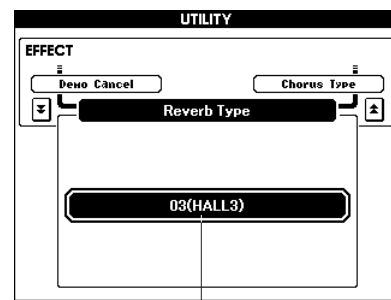 UTILITY
EFFECT
Demo Cancel
Chorus Type
Reverb Type
03(HALL3)